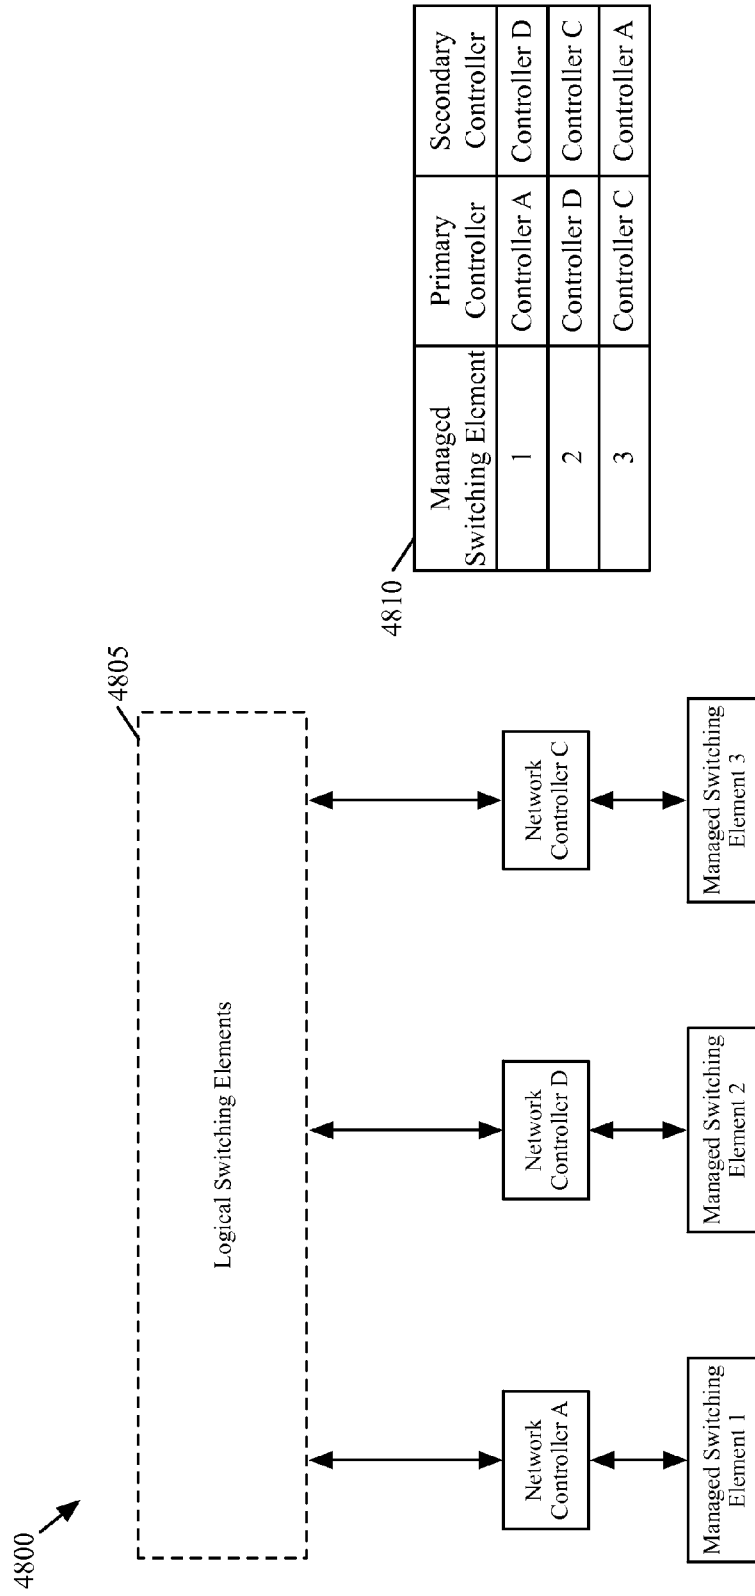 4800
4805
Logical Switching Elements
Network
Controller A
Network
Controller D
Network
Controller C
Managed Switching
Element 1
Managed Switching
Element 2
Managed Switching
Element 3
4810
Managed
Switching Element
Primary
Controller
Secondary
Controller
1
Controller A
Controller D
2
Controller D
Controller C
3
Controller C
Controller A